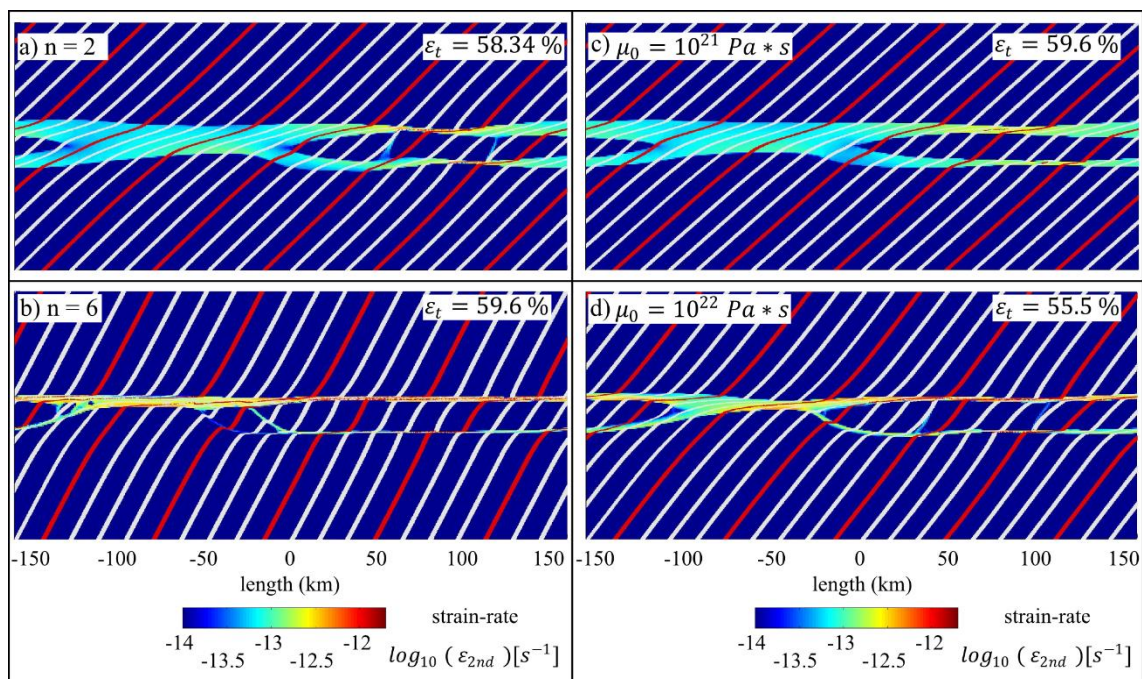 a) n = 2
ε_t = 58.34 %
c) μ_0 = 10^21 Pa * s
ε_t = 59.6 %
b) n = 6
ε_t = 59.6 %
d) μ_0 = 10^22 Pa * s
ε_t = 55.5 %
-150 -100 -50 0 50 100 150
length (km)
-150 -100 -50 0 50 100 150
length (km)
strain-rate
-14 -13 -12
-13.5 -12.5
log_10 ( ε_2nd )[s^-1]
strain-rate
-14 -13 -12
-13.5 -12.5
log_10 ( ε_2nd )[s^-1]